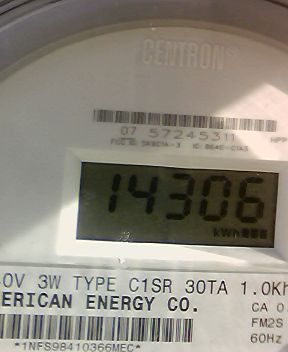 CENTRON®
07 57245311
14306
kWh
0V 3W TYPE C1SR 30TA 1.0Kh
ERICAN ENERGY CO.
CA 0.
FM2S
60Hz
*1NFS98410366MEC*